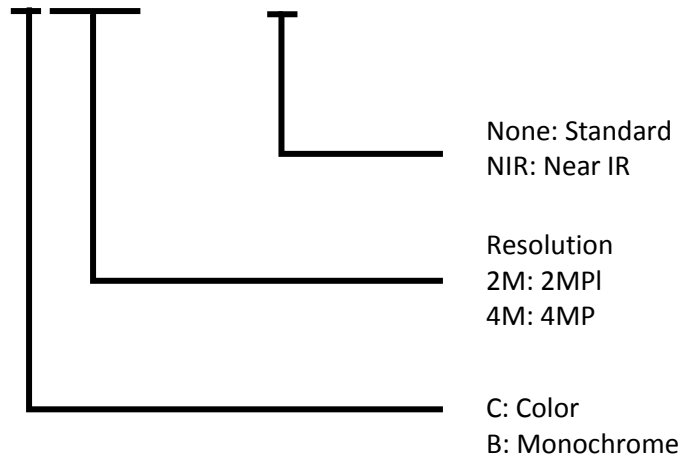 None: Standard
NIR: Near IR
Resolution
2M: 2MPl
4M: 4MP
C: Color
B: Monochrome